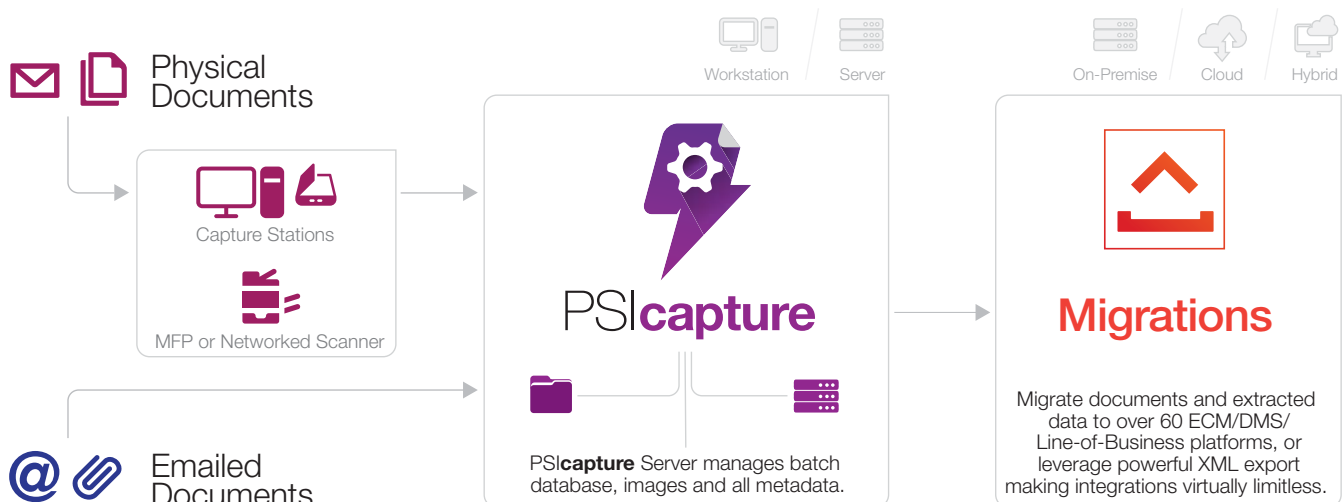 Physical
Documents
Capture Stations
MFP or Networked Scanner
@ Emailed
Documents
Workstation
Server
PSIcapture
PSIcapture Server manages batch
database, images and all metadata.
On-Premise
Cloud
Hybrid
Migrations
Migrate documents and extracted
data to over 60 ECM/DMS/
Line-of-Business platforms, or
leverage powerful XML export
making integrations virtually limitless.